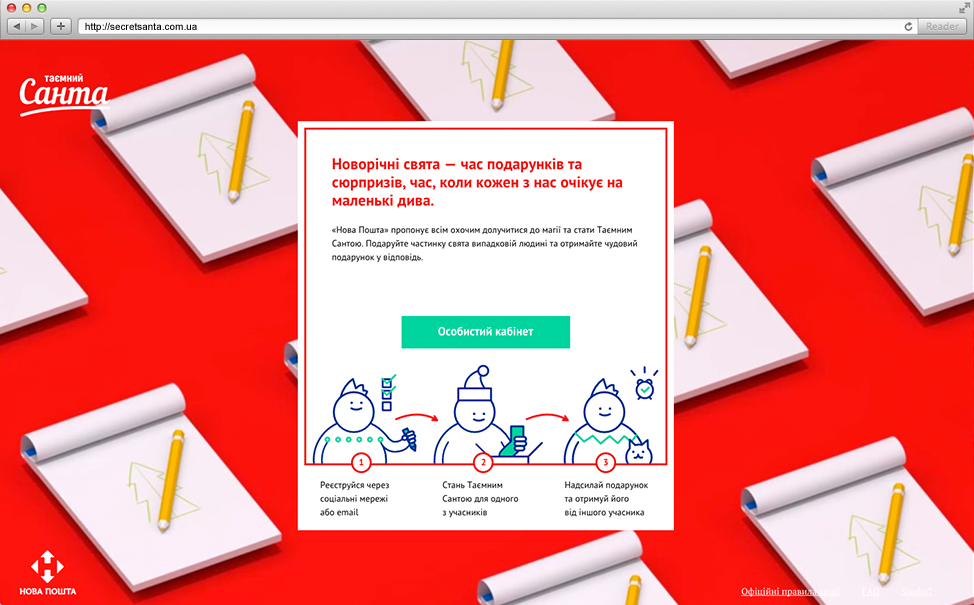 http://secretsanta.com.ua
Reader
таємний
Санта
Новорічні свята — час подарунків та
сюрпризів, час, коли кожен з нас очікує на
маленькі дива.
«Нова Пошта» пропонує всім охочим долучитися до магії та стати Таємним
Сантою. Подаруйте частинку свята випадковій людині та отримайте чудовий
подарунок у відповідь.
Особистий кабінет
1
2
3
Реєструйся через
соціальні мережі
або email
Стань Таємним
Сантою для одного
з учасників
Надсилай подарунок
та отримуй його
від іншого учасника
НОВА ПОШТА
Офіційні правила
FAQ